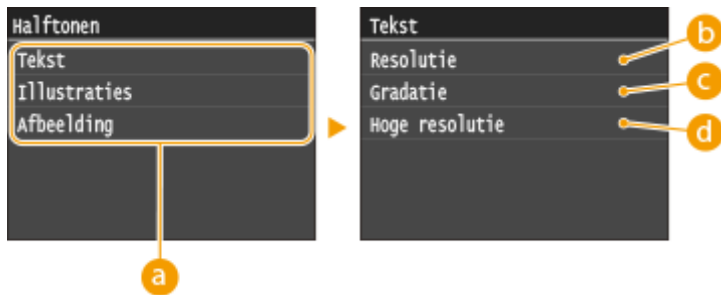 Halftonen
Tekst
Illustraties
Afbeelding
a
Tekst
Resolutie
Gradatie
Hoge resolutie
b
c
d